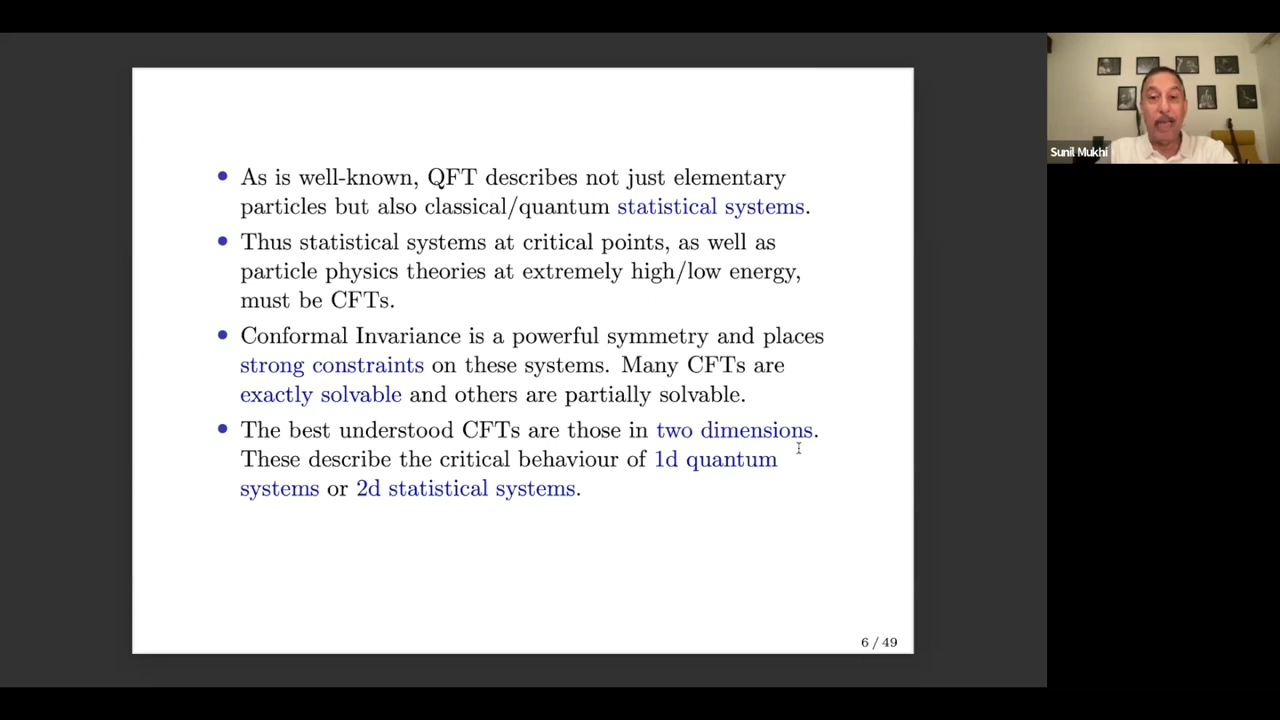 • As is well-known, QFT describes not just elementary
particles but also classical/quantum statistical systems.
• Thus statistical systems at critical points, as well as
particle physics theories at extremely high/low energy,
must be CFTs.
• Conformal Invariance is a powerful symmetry and places
strong constraints on these systems. Many CFTs are
exactly solvable and others are partially solvable.
• The best understood CFTs are those in two dimensions.
These describe the critical behaviour of 1d quantum
systems or 2d statistical systems.
6 / 49
Sunil Mukhi